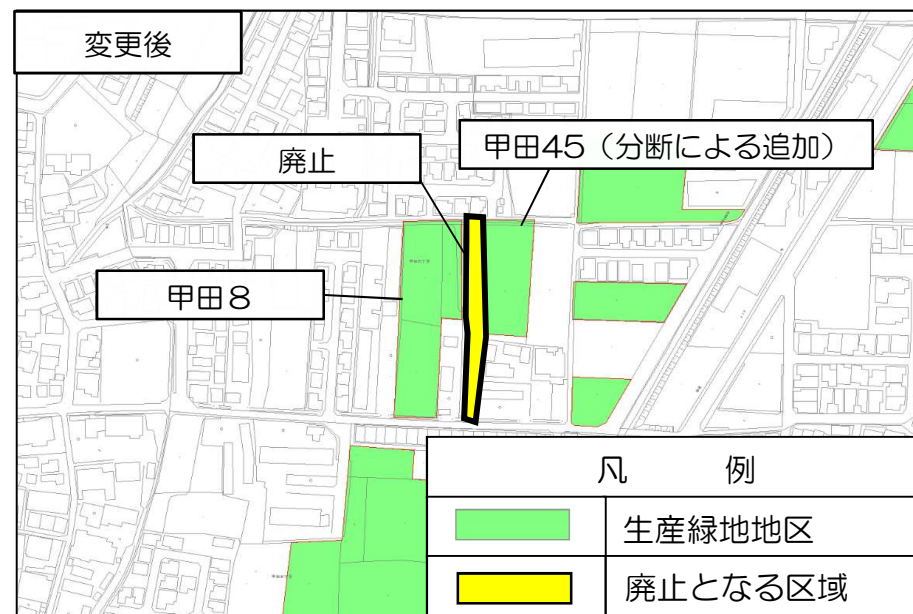 変更後
廃止
甲田45（分断による追加）
甲田８
凡　例
生産緑地地区
廃止となる区域